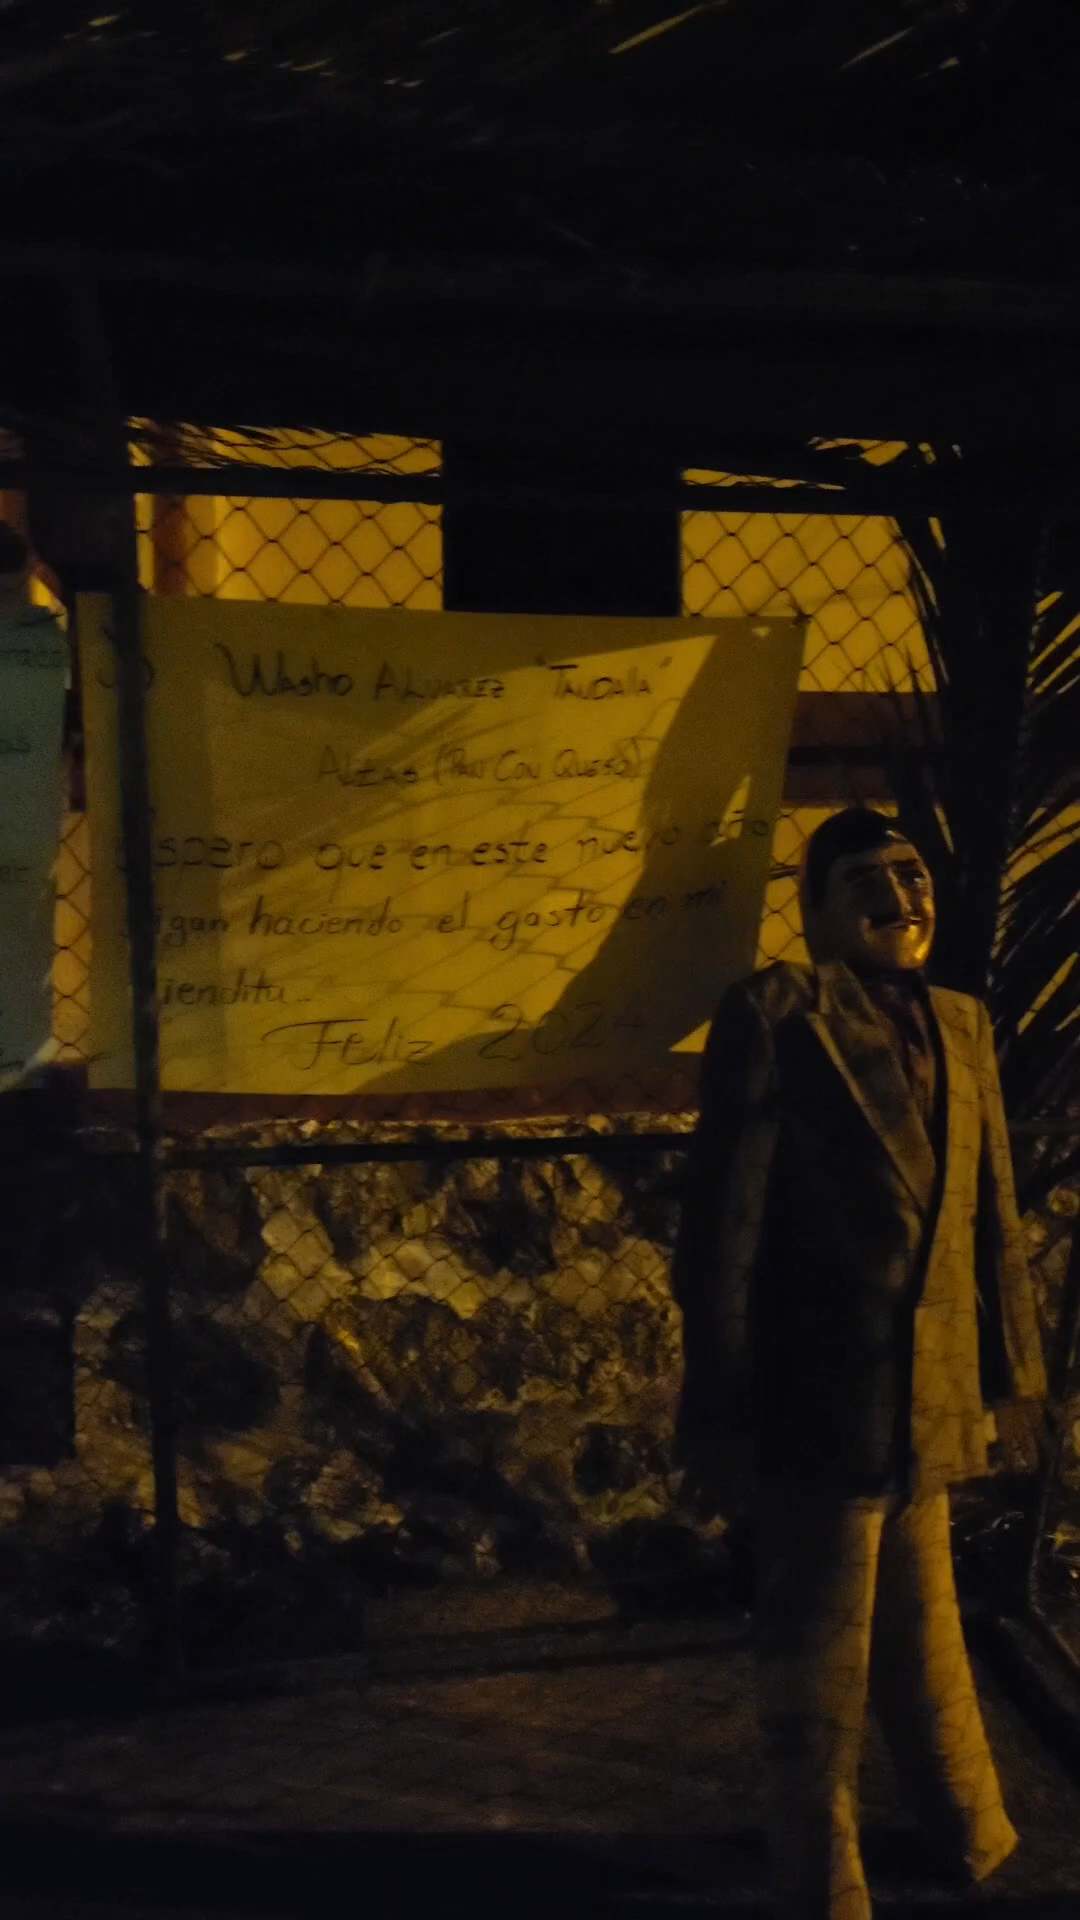 Yo Washo ALVAREZ "TANDALLA"
ALIAS (PAN CON QUESO)
Espero que en este nuevo año
sigan haciendo el gasto en mi
tiendita..
Feliz 2024